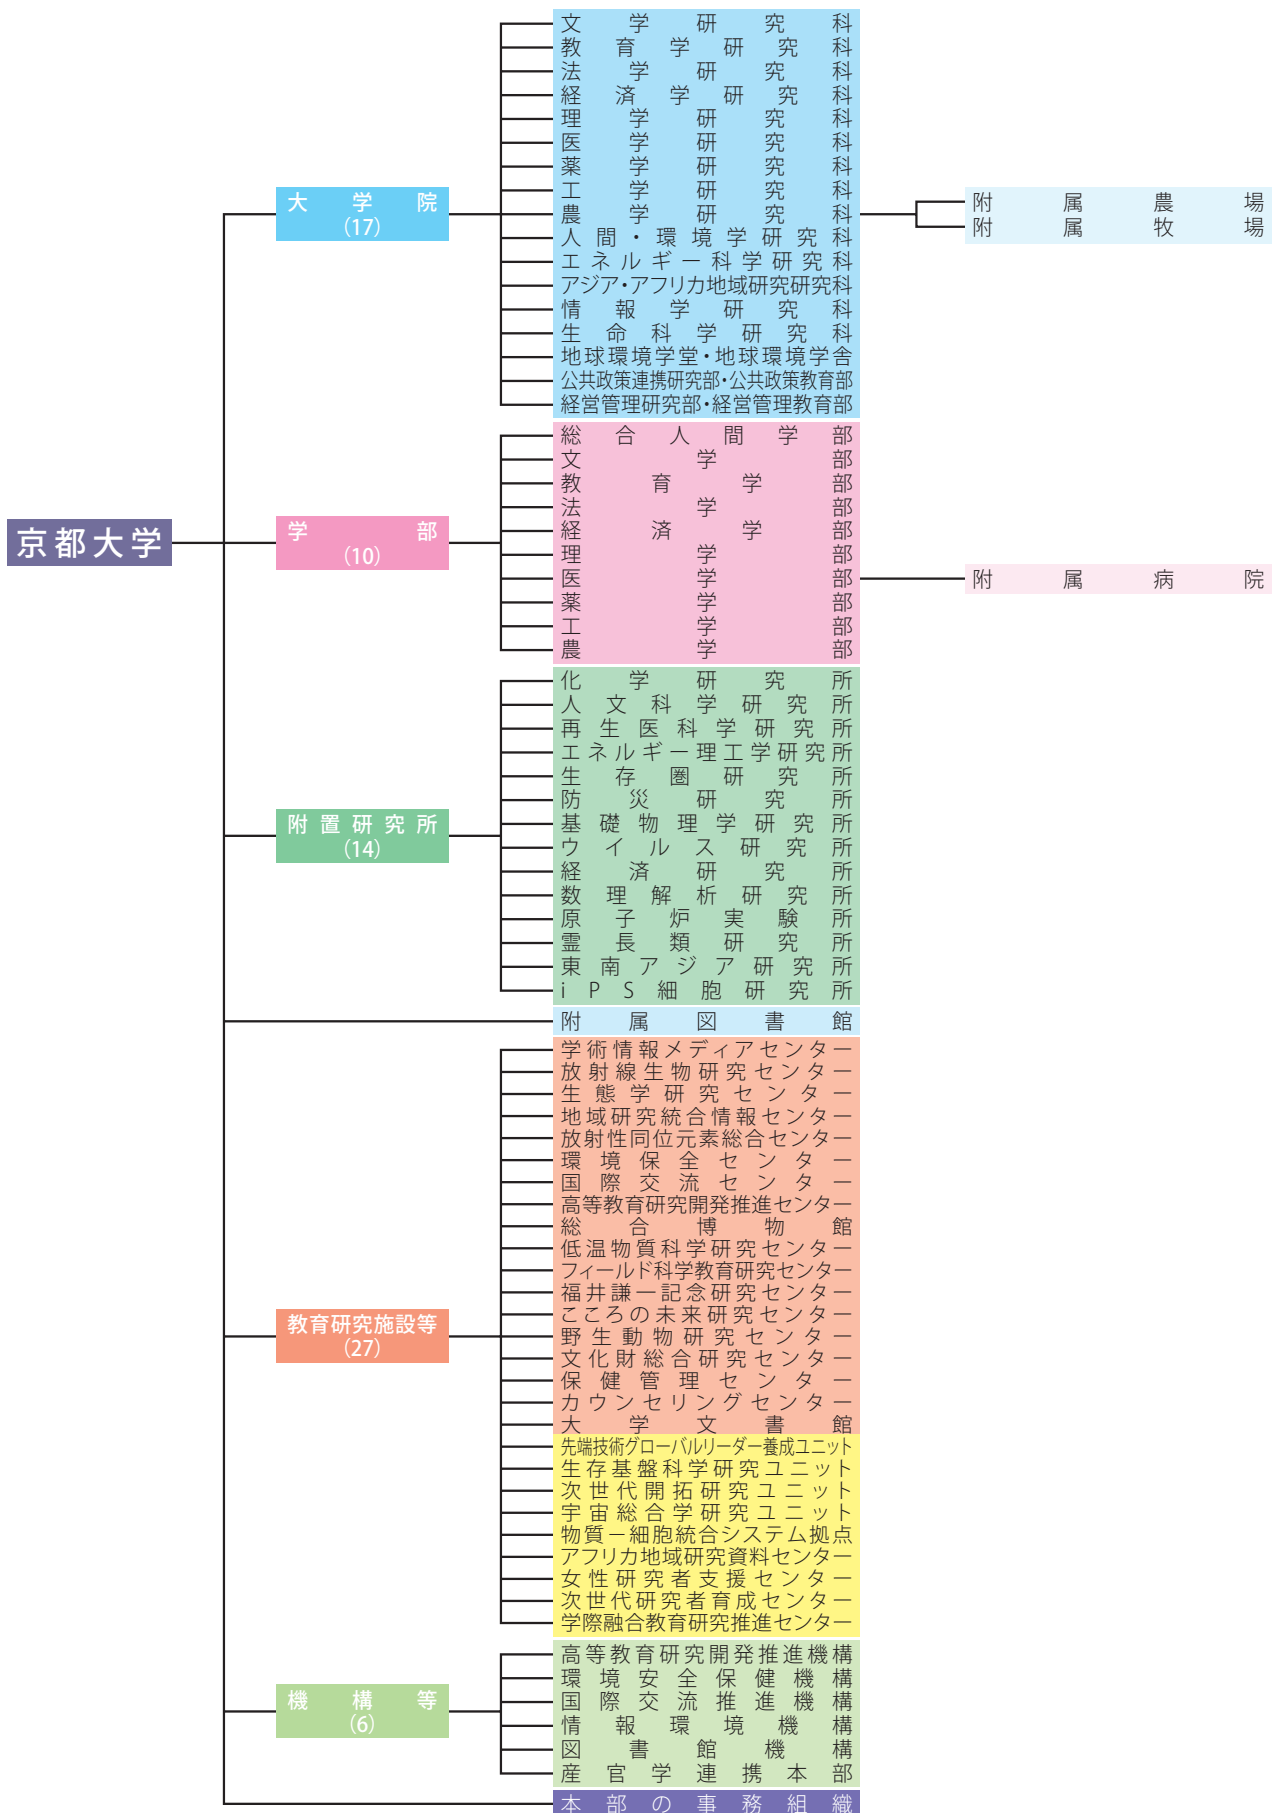 京都大学
大学院
(17)
文学研究科
教育学研究科
法学研究科
経済学研究科
理学研究科
医学研究科
薬学研究科
工学研究科
農学研究科
附属農場
附属牧場
人間・環境学研究科
エネルギー科学研究科
アジア・アフリカ地域研究研究科
情報学研究科
生命科学研究科
地球環境学堂・地球環境学舎
公共政策連携研究部・公共政策教育部
経営管理研究部・経営管理教育部
学部
(10)
総合人間学部
文学部
教育学部
法学部
経済学部
理学部
医学部
附属病院
薬学部
工学部
農学部
附置研究所
(14)
化学研究所
人文科学研究所
再生医科学研究所
エネルギー理工学研究所
生存圏研究所
防災研究所
基礎物理学研究所
ウイルス研究所
経済研究所
数理解析研究所
原子炉実験所
霊長類研究所
東南アジア研究所
iPS細胞研究所
附属図書館
教育研究施設等
(27)
学術情報メディアセンター
放射線生物研究センター
生態学研究センター
地域研究統合情報センター
放射性同位元素総合センター
環境保全センター
国際交流センター
高等教育研究開発推進センター
総合博物館
低温物質科学研究センター
フィールド科学教育研究センター
福井謙一記念研究センター
こころの未来研究センター
野生動物研究センター
文化財総合研究センター
保健管理センター
カウンセリングセンター
大学文書館
先端技術グローバルリーダー養成ユニット
生存基盤科学研究ユニット
次世代開拓研究ユニット
宇宙総合学研究ユニット
物質－細胞統合システム拠点
アフリカ地域研究資料センター
女性研究者支援センター
次世代研究者育成センター
学際融合教育研究推進センター
機構等
(6)
高等教育研究開発推進機構
環境安全保健機構
国際交流推進機構
情報環境機構
図書館機構
産官学連携本部
本部の事務組織